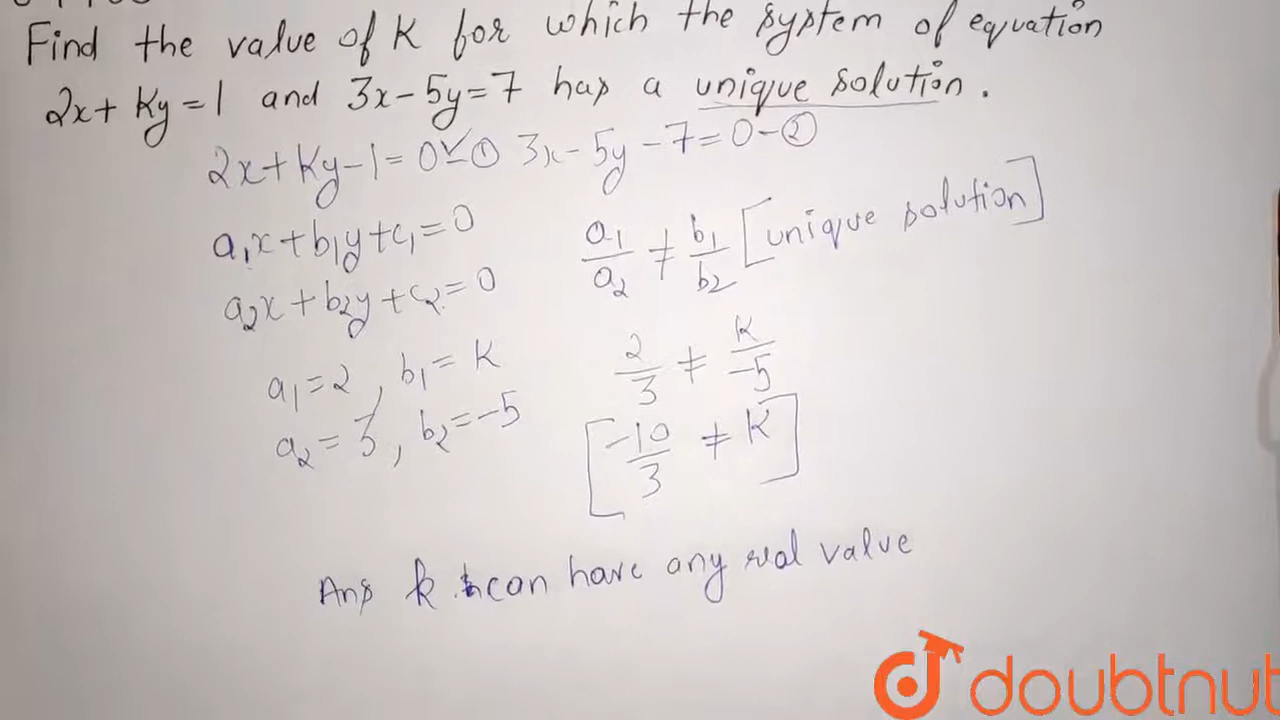 Find the value of K for which the system of equation
2x + Ky = 1 and 3x - 5y = 7 has a unique solution.
2x + Ky - 1 = 0 - ① 3x - 5y - 7 = 0 - ②
a₁x + b₁y + c₁ = 0
a₁/a₂ ≠ b₁/b₂ [unique solution]
a₂x + b₂y + c₂ = 0
a₁ = 2, b₁ = K
2/3 ≠ K/-5
a₂ = 3, b₂ = -5
[-10/3 ≠ K]
Ans k can have any real value
doubtnut